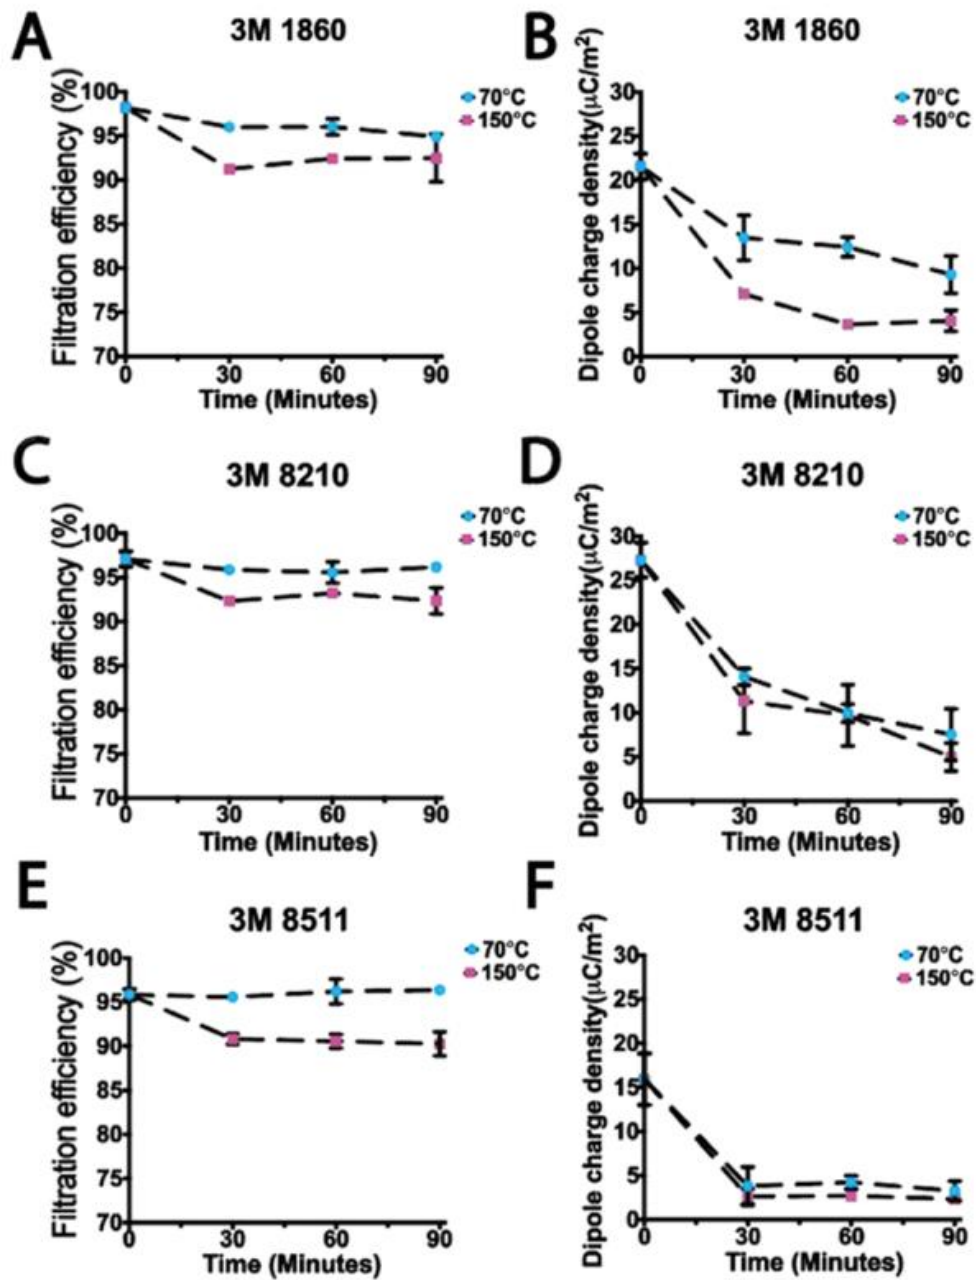 A
3M 1860
Filtration efficiency (%)
100
95
90
85
80
75
70
0 30 60 90
Time (Minutes)
70°C
150°C
B
3M 1860
Dipole charge density(µC/m²)
30
25
20
15
10
5
0
0 30 60 90
Time (Minutes)
70°C
150°C
C
3M 8210
Filtration efficiency (%)
100
95
90
85
80
75
70
0 30 60 90
Time (Minutes)
70°C
150°C
D
3M 8210
Dipole charge density(µC/m²)
30
25
20
15
10
5
0
0 30 60 90
Time (Minutes)
70°C
150°C
E
3M 8511
Filtration efficiency (%)
100
95
90
85
80
75
70
0 30 60 90
Time (Minutes)
70°C
150°C
F
3M 8511
Dipole charge density(µC/m²)
30
25
20
15
10
5
0
0 30 60 90
Time (Minutes)
70°C
150°C